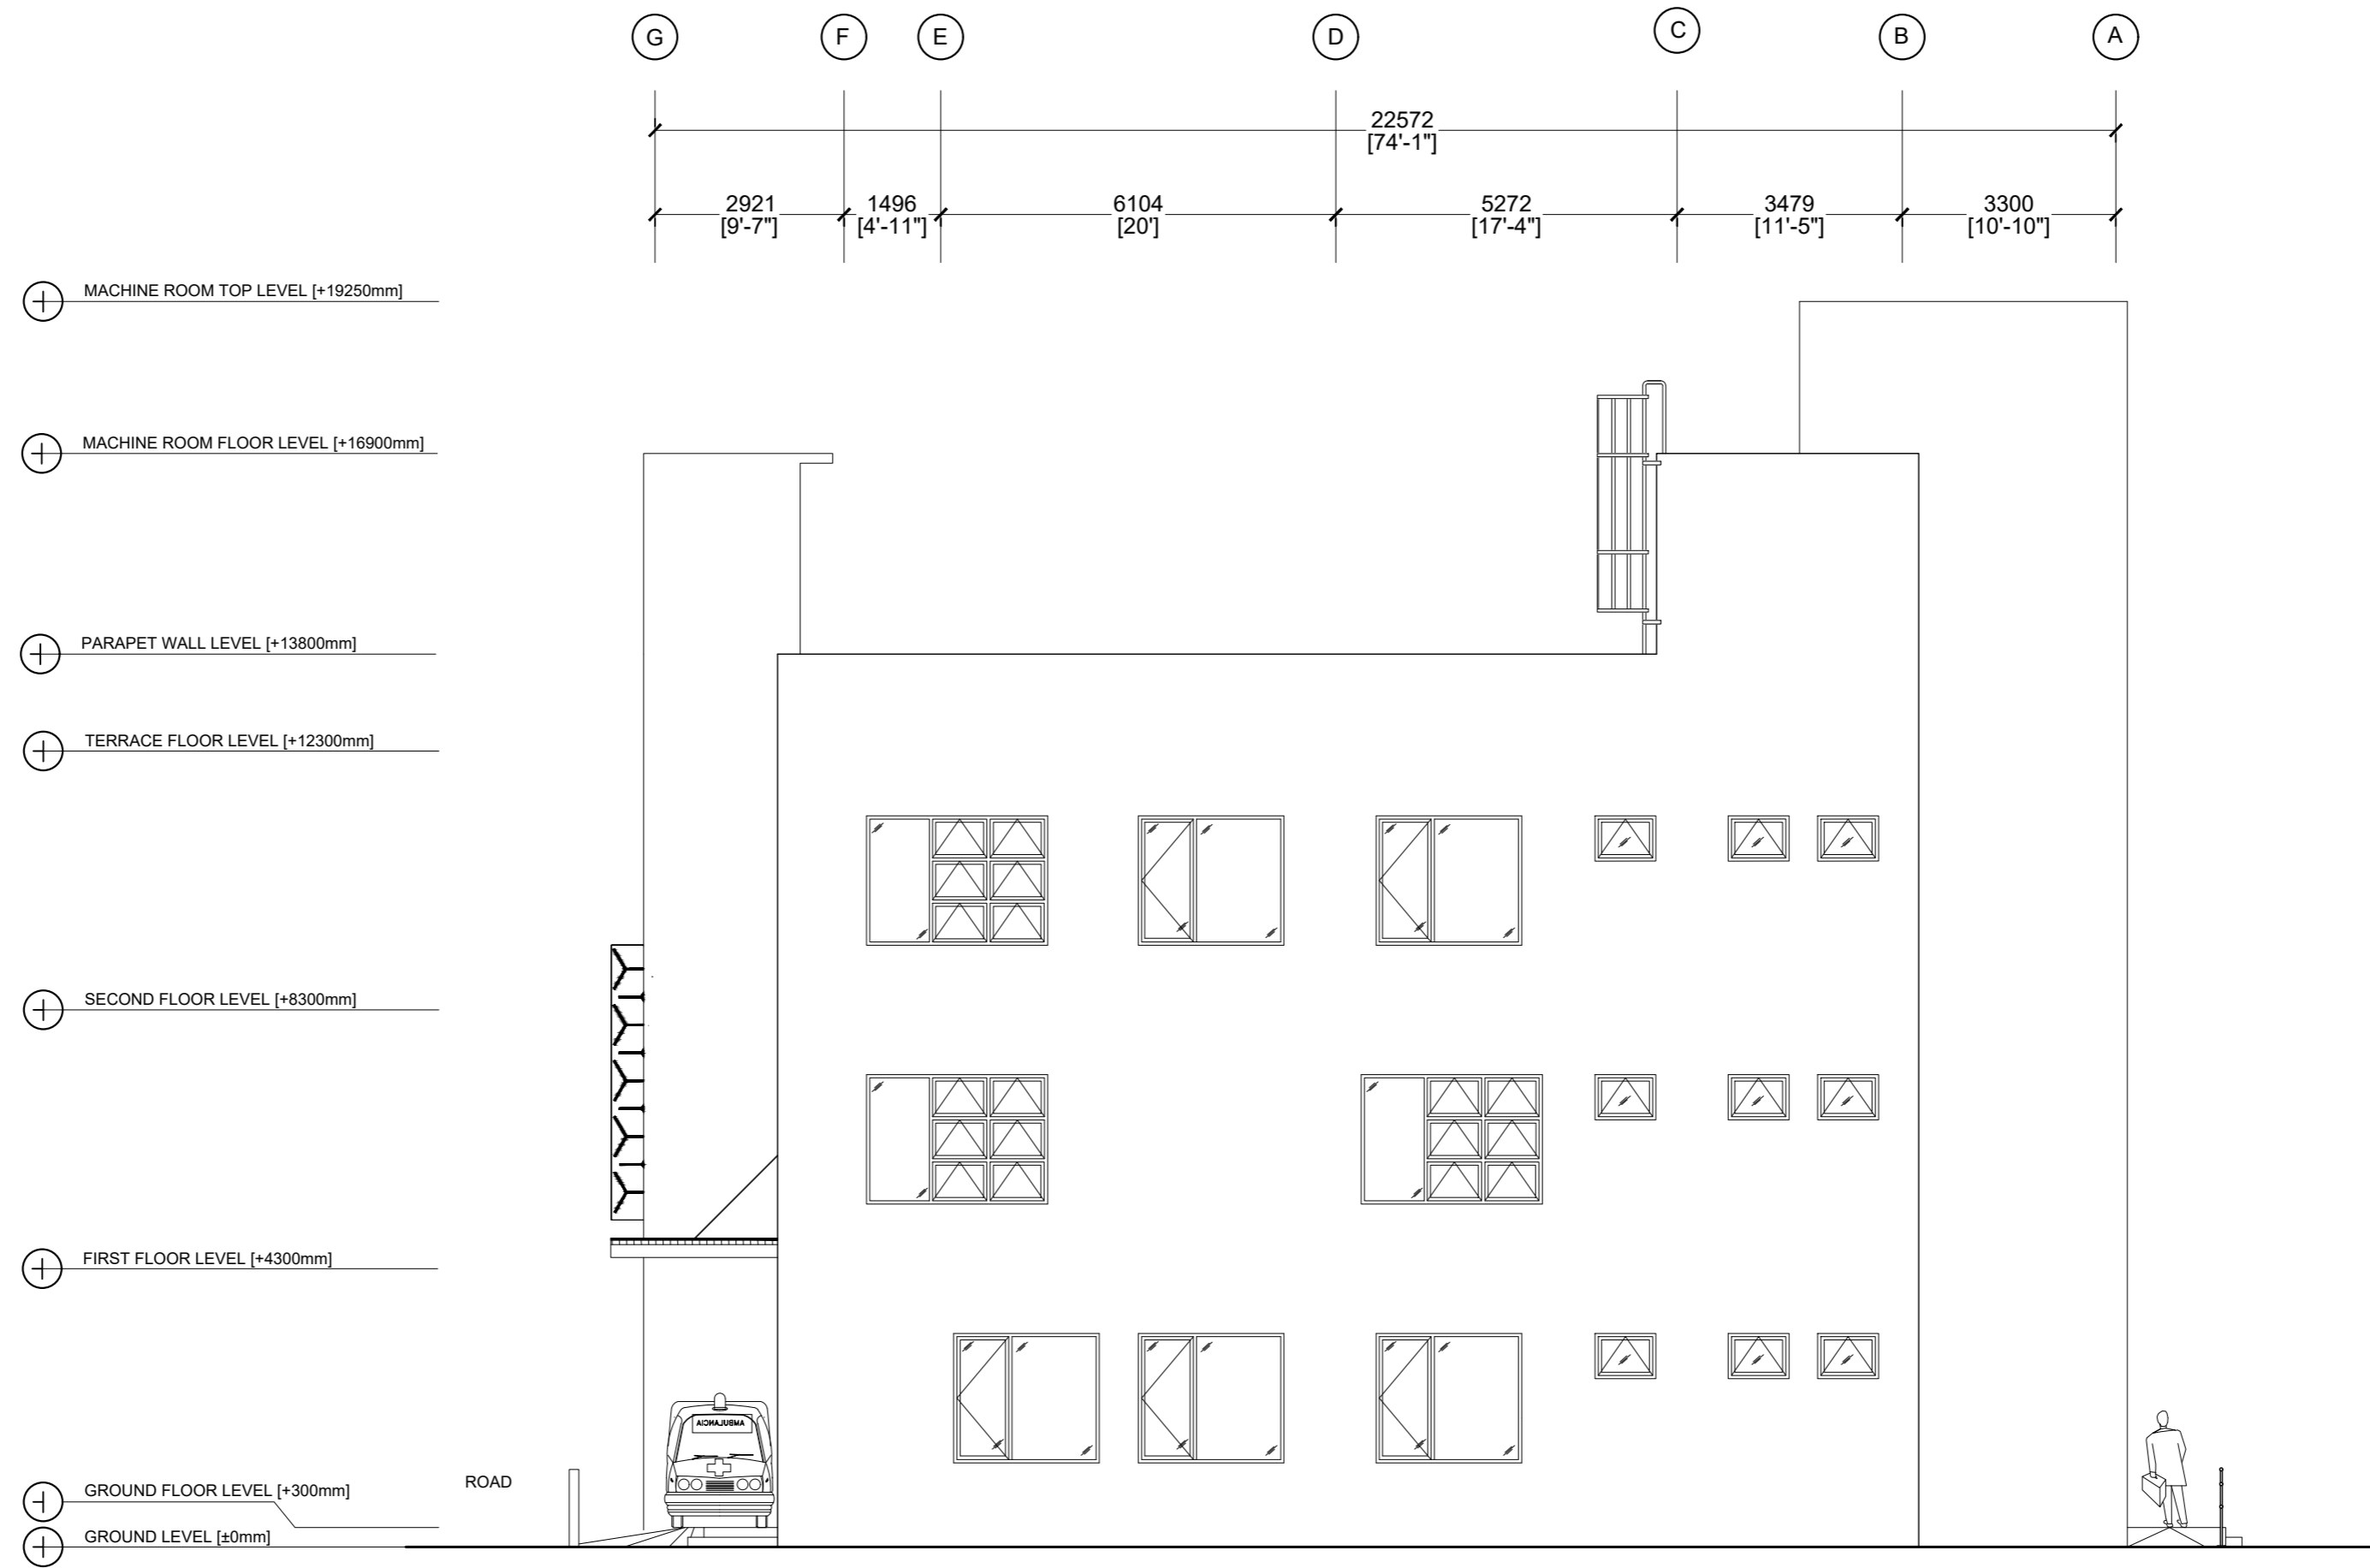 G F E D C B A
22572
[74'-1"]
2921 1496 6104 5272 3479 3300
[9'-7"] [4'-11"] [20'] [17'-4"] [11'-5"] [10'-10"]
MACHINE ROOM TOP LEVEL [+19250mm]
MACHINE ROOM FLOOR LEVEL [+16900mm]
PARAPET WALL LEVEL [+13800mm]
TERRACE FLOOR LEVEL [+12300mm]
SECOND FLOOR LEVEL [+8300mm]
FIRST FLOOR LEVEL [+4300mm]
AMBULANCIA
ROAD
GROUND FLOOR LEVEL [+300mm]
GROUND LEVEL [±0mm]